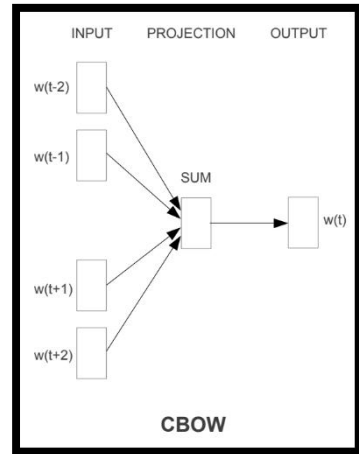 INPUT PROJECTION OUTPUT
w(t-2)
w(t-1)
SUM
w(t)
w(t+1)
w(t+2)
CBOW